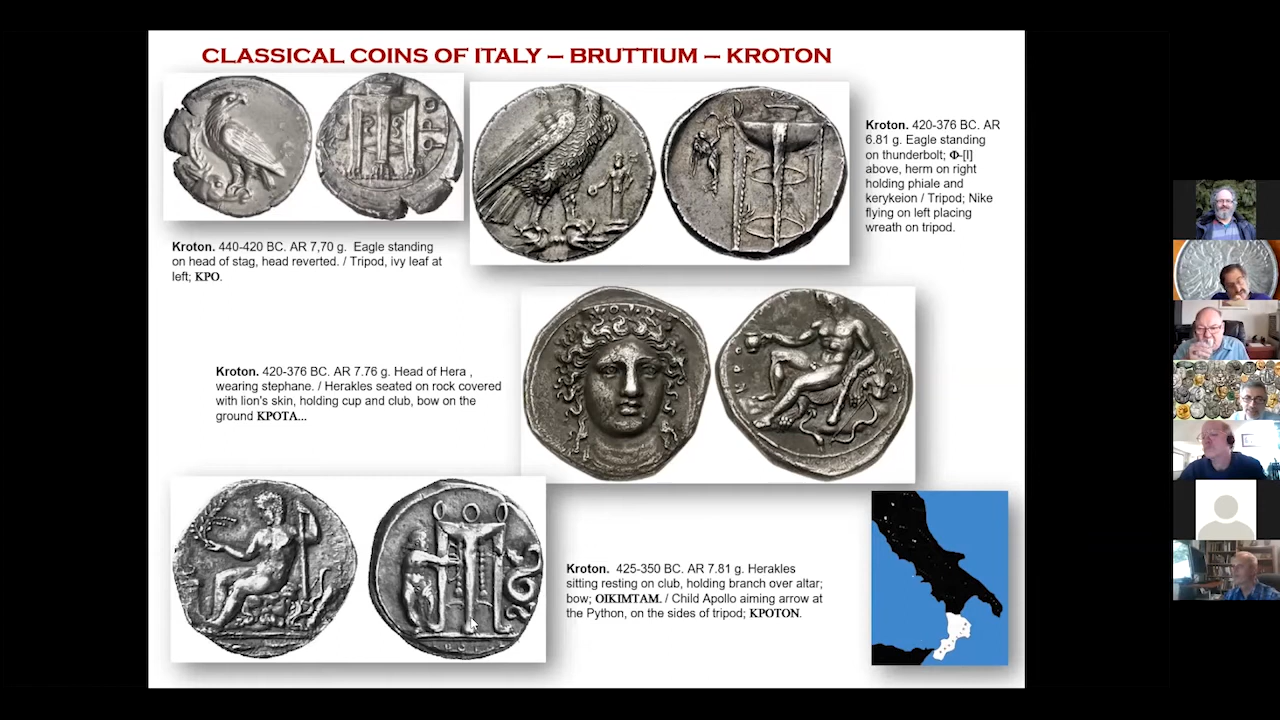 CLASSICAL COINS OF ITALY – BRUTTIUM – KROTON
Kroton. 420-376 BC. AR
6.81 g. Eagle standing
on thunderbolt; Φ-[I]
above, herm on right
holding phiale and
kerykeion / Tripod; Nike
flying on left placing
wreath on tripod.
Kroton. 440-420 BC. AR 7,70 g. Eagle standing
on head of stag, head reverted. / Tripod, ivy leaf at
left; KPO.
Kroton. 420-376 BC. AR 7.76 g. Head of Hera ,
wearing stephane. / Herakles seated on rock covered
with lion's skin, holding cup and club, bow on the
ground KPOTA...
Kroton. 425-350 BC. AR 7.81 g. Herakles
sitting resting on club, holding branch over altar;
bow; OIKIMTAM. / Child Apollo aiming arrow at
the Python, on the sides of tripod; KPOTON.